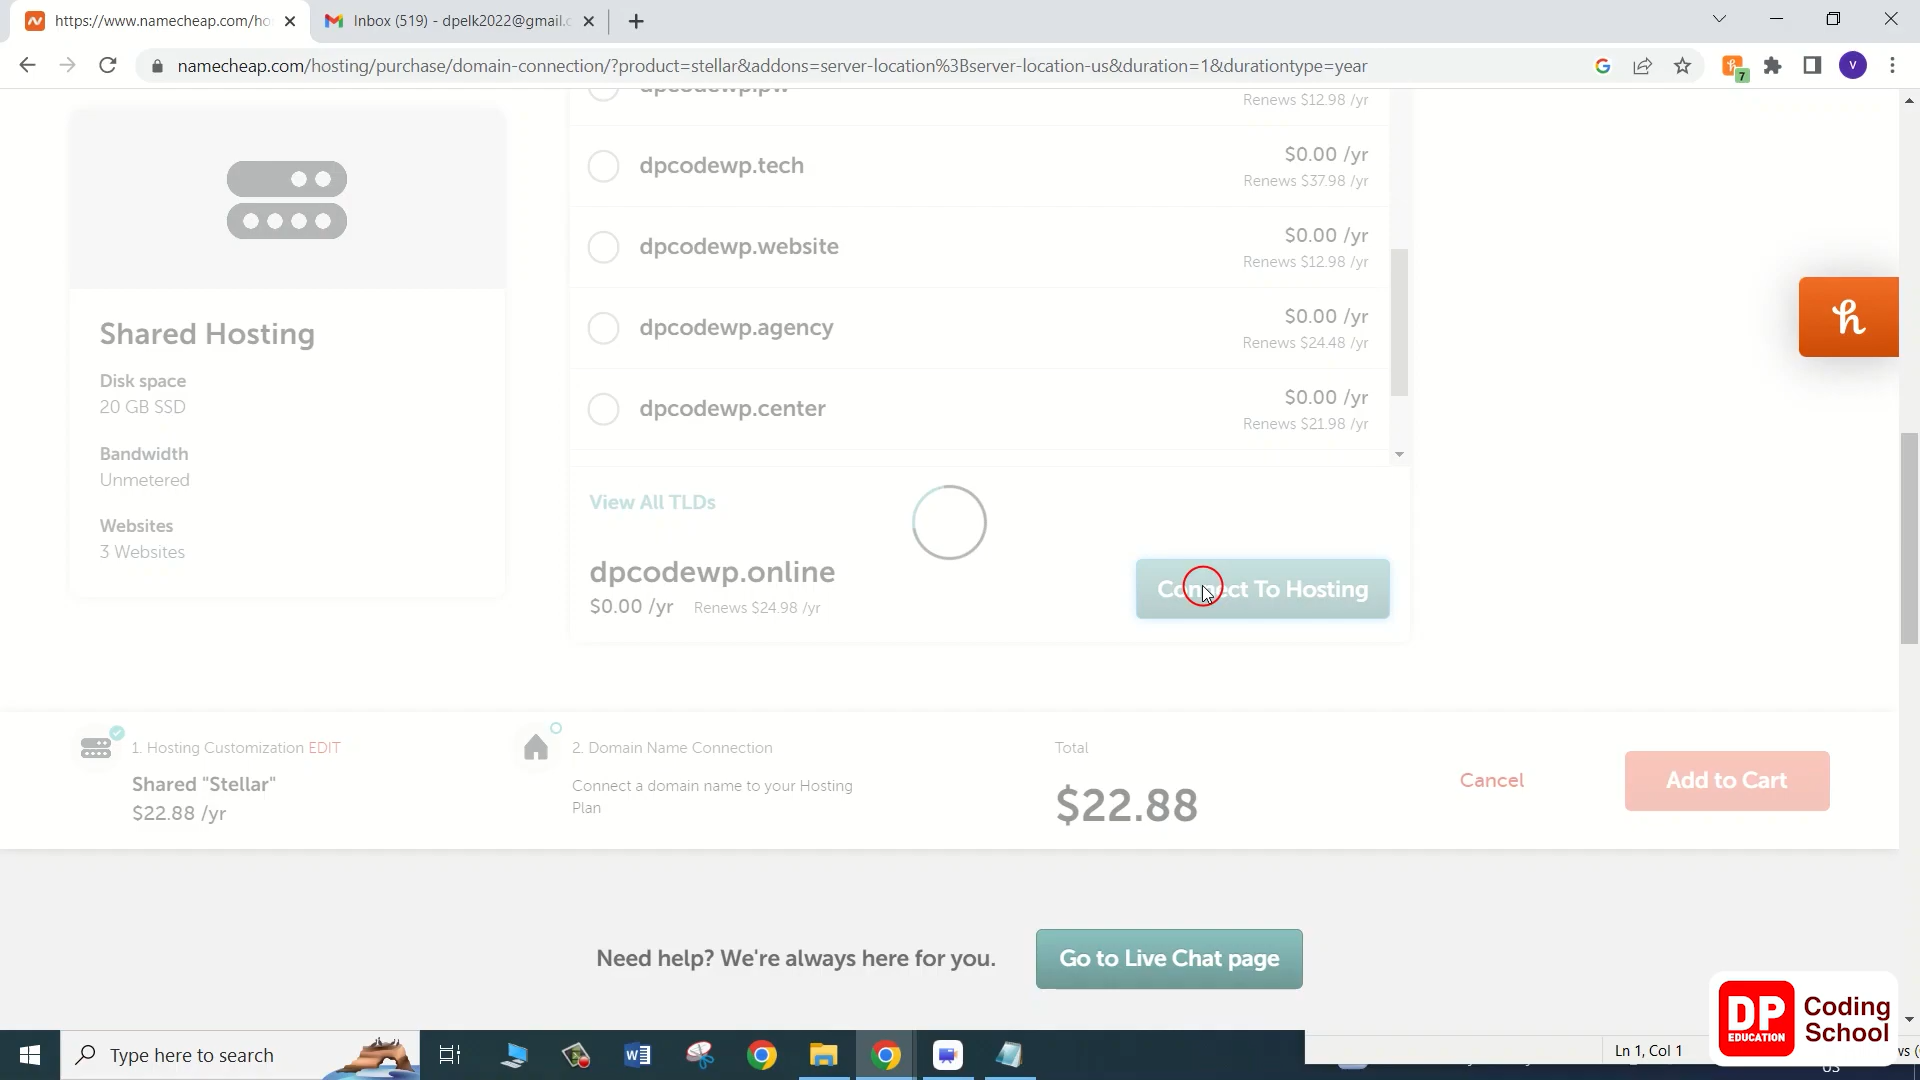 https://www.namecheap.com/ho
Inbox (519) - dpelk2022@gmail.c
namecheap.com/hosting/purchase/domain-connection/?product=stellar&addons=server-location%3Bserver-location-us&duration=1&durationtype=year
7
V
Renews $12.98 /yr
dpcodewp.tech
$0.00 /yr
Renews $37.98 /yr
dpcodewp.website
$0.00 /yr
Renews $12.98 /yr
Shared Hosting
dpcodewp.agency
$0.00 /yr
Renews $24.48 /yr
Disk space
20 GB SSD
dpcodewp.center
$0.00 /yr
Renews $21.98 /yr
Bandwidth
Unmetered
View All TLDs
Websites
3 Websites
dpcodewp.online
$0.00 /yr Renews $24.98 /yr
Connect To Hosting
1. Hosting Customization EDIT
Shared "Stellar"
$22.88 /yr
2. Domain Name Connection
Connect a domain name to your Hosting
Plan
Total
$22.88
Cancel
Add to Cart
Need help? We're always here for you.
Go to Live Chat page
DP
EDUCATION
Coding
School
Type here to search
Ln 1, Col 1